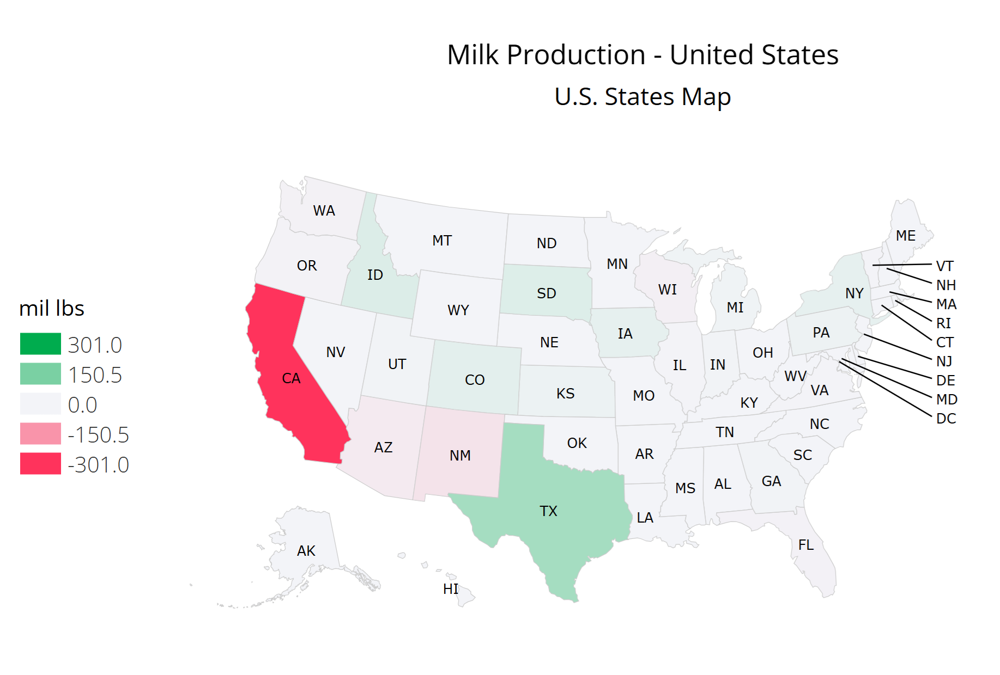 Milk Production - United States
U.S. States Map
mil lbs
301.0
150.5
0.0
-150.5
-301.0
WA
OR
CA
ID
NV
MT
WY
UT
AZ
CO
NM
ND
SD
NE
KS
OK
TX
MN
IA
MO
AR
LA
WI
IL
MI
IN
OH
KY
TN
MS
AL
GA
FL
SC
NC
VA
WV
PA
NY
ME
VT
NH
MA
RI
CT
NJ
DE
MD
DC
AK
HI